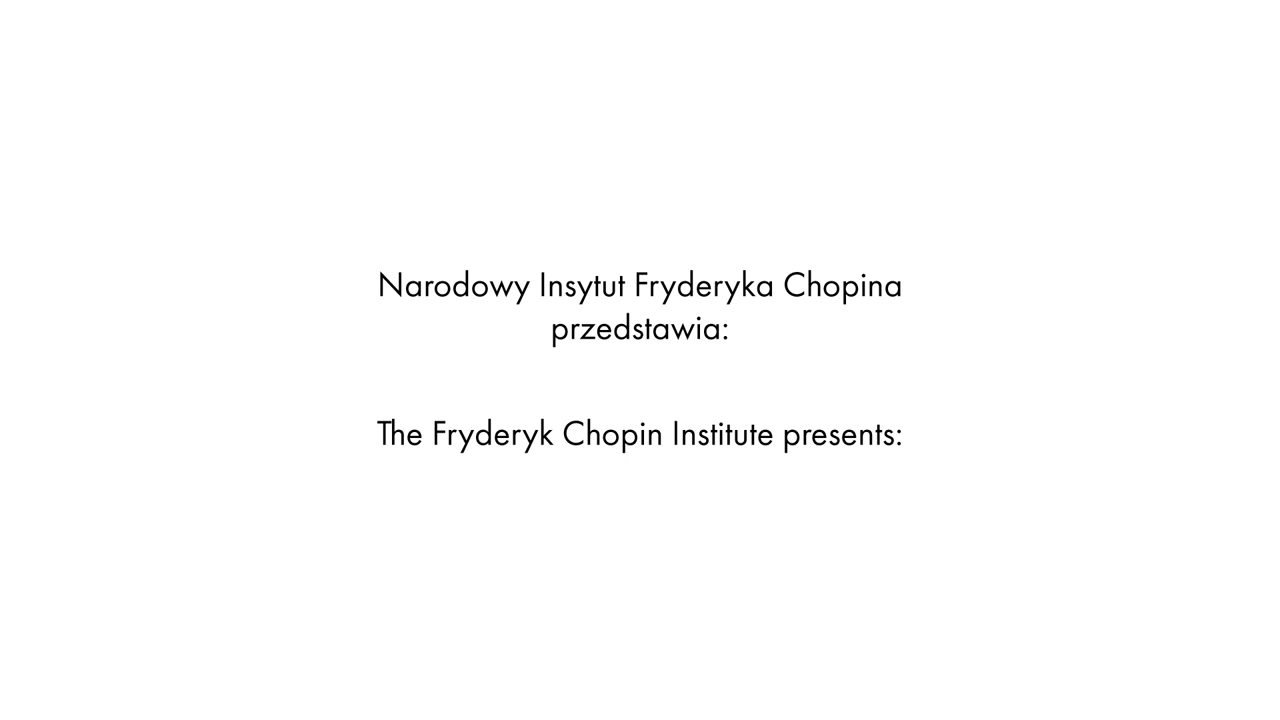 Narodowy Insytut Fryderyka Chopina
przedstawia:
The Fryderyk Chopin Institute presents: